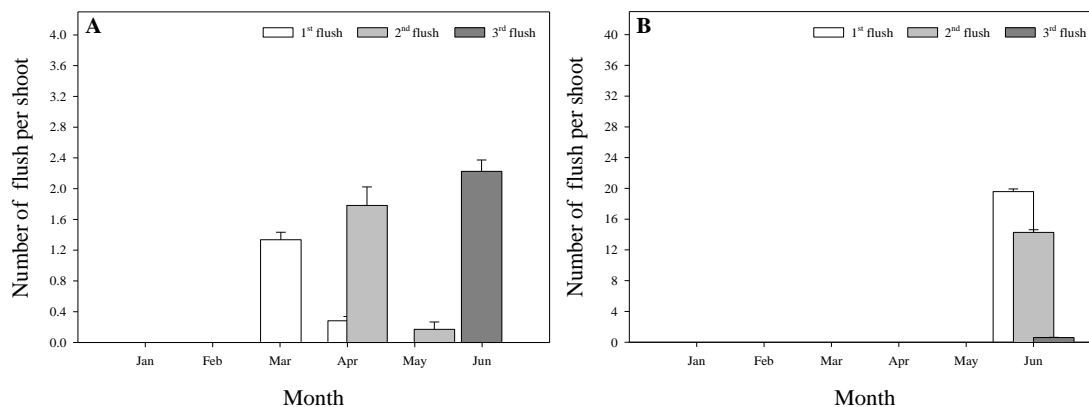 A
1st flush 2nd flush 3rd flush
Number of flush per shoot
4.0
3.6
3.2
2.8
2.4
2.0
1.6
1.2
0.8
0.4
0.0
Jan Feb Mar Apr May Jun
Month
B
1st flush 2nd flush 3rd flush
Number of flush per shoot
40
36
32
28
24
20
16
12
8
4
0
Jan Feb Mar Apr May Jun
Month